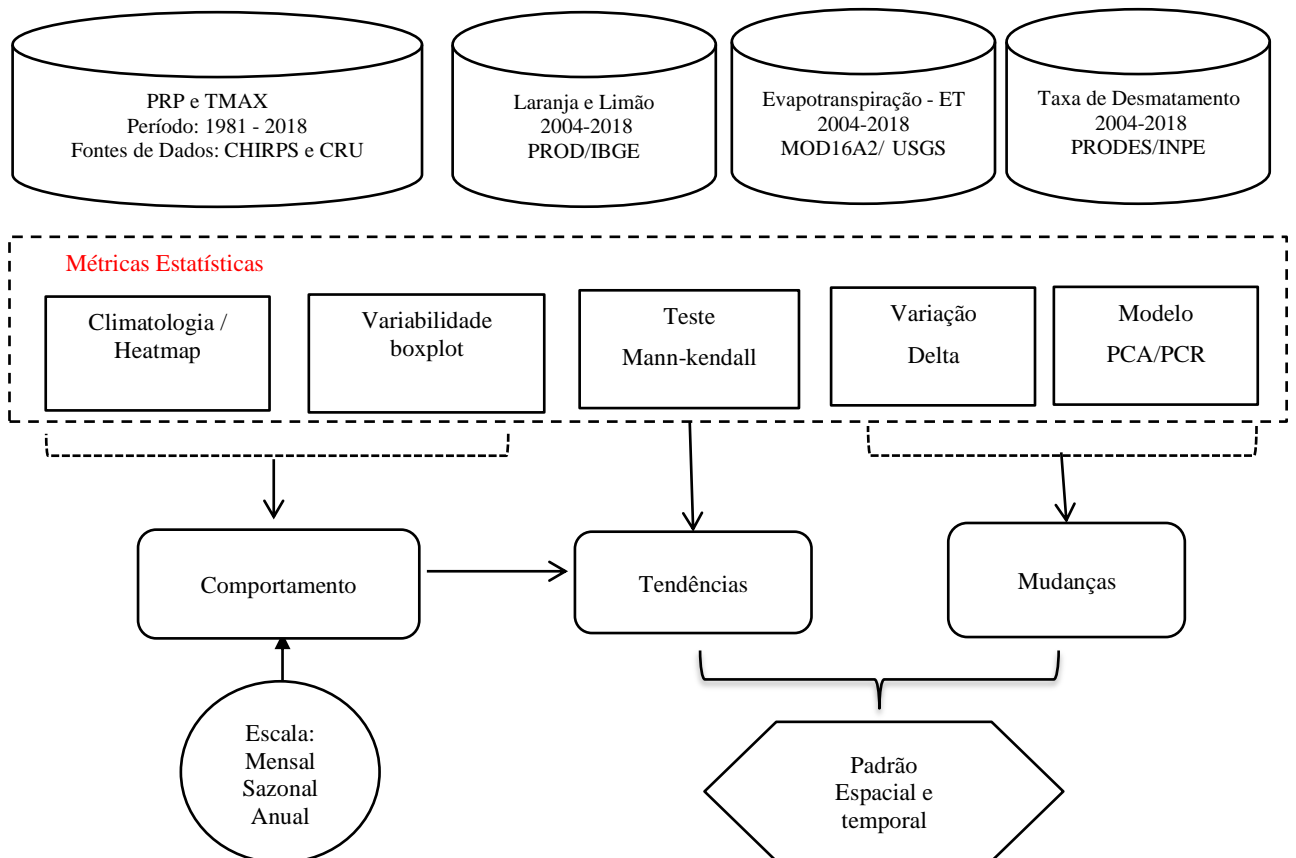 PRP e TMAX
Período: 1981 - 2018
Fontes de Dados: CHIRPS e CRU
Laranja e Limão
2004-2018
PROD/IBGE
Evapotranspiração - ET
2004-2018
MOD16A2/ USGS
Taxa de Desmatamento
2004-2018
PRODES/INPE
Métricas Estatísticas
Climatologia /
Heatmap
Variabilidade
boxplot
Teste
Mann-kendall
Variação
Delta
Modelo
PCA/PCR
Comportamento
Tendências
Mudanças
Escala:
Mensal
Sazonal
Anual
Padrão
Espacial e
temporal